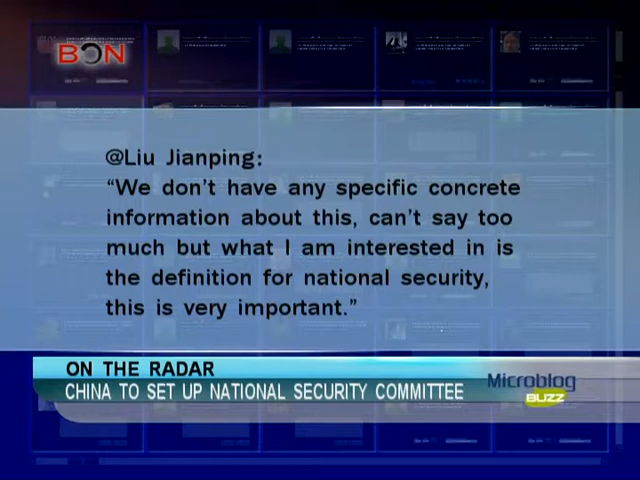 BON
@Liu Jianping:
“We don’t have any specific concrete
information about this, can’t say too
much but what I am interested in is
the definition for national security,
this is very important.”
ON THE RADAR
CHINA TO SET UP NATIONAL SECURITY COMMITTEE
Microblog
BUZZ